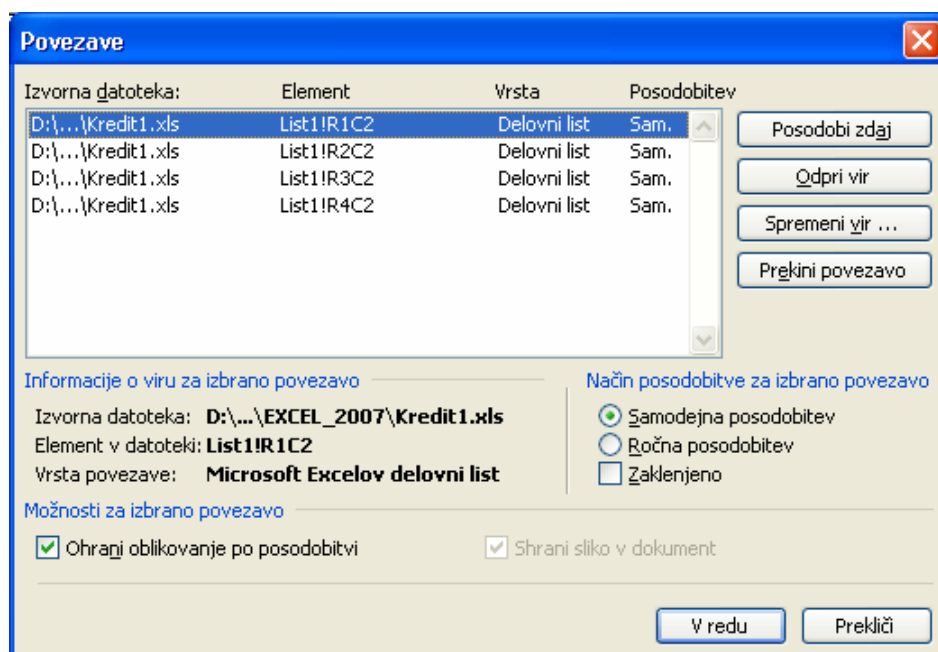 Povezave
Izvorna datoteka: Element Vrsta Posodobitev
D:\...\Kredit1.xls List1!R1C2 Delovni list Sam.
D:\...\Kredit1.xls List1!R2C2 Delovni list Sam.
D:\...\Kredit1.xls List1!R3C2 Delovni list Sam.
D:\...\Kredit1.xls List1!R4C2 Delovni list Sam.
Posodobi zdaj
Odpri vir
Spremeni vir ...
Prekini povezavo
Informacije o viru za izbrano povezavo
Izvorna datoteka: D:\...\EXCEL_2007\Kredit1.xls
Element v datoteki: List1!R1C2
Vrsta povezave: Microsoft Excelov delovni list
Način posodobitve za izbrano povezavo
Samodejna posodobitev
Ročna posodobitev
Zaklenjeno
Možnosti za izbrano povezavo
Ohrani oblikovanje po posodobitvi Shrani sliko v dokument
V redu Prekliči